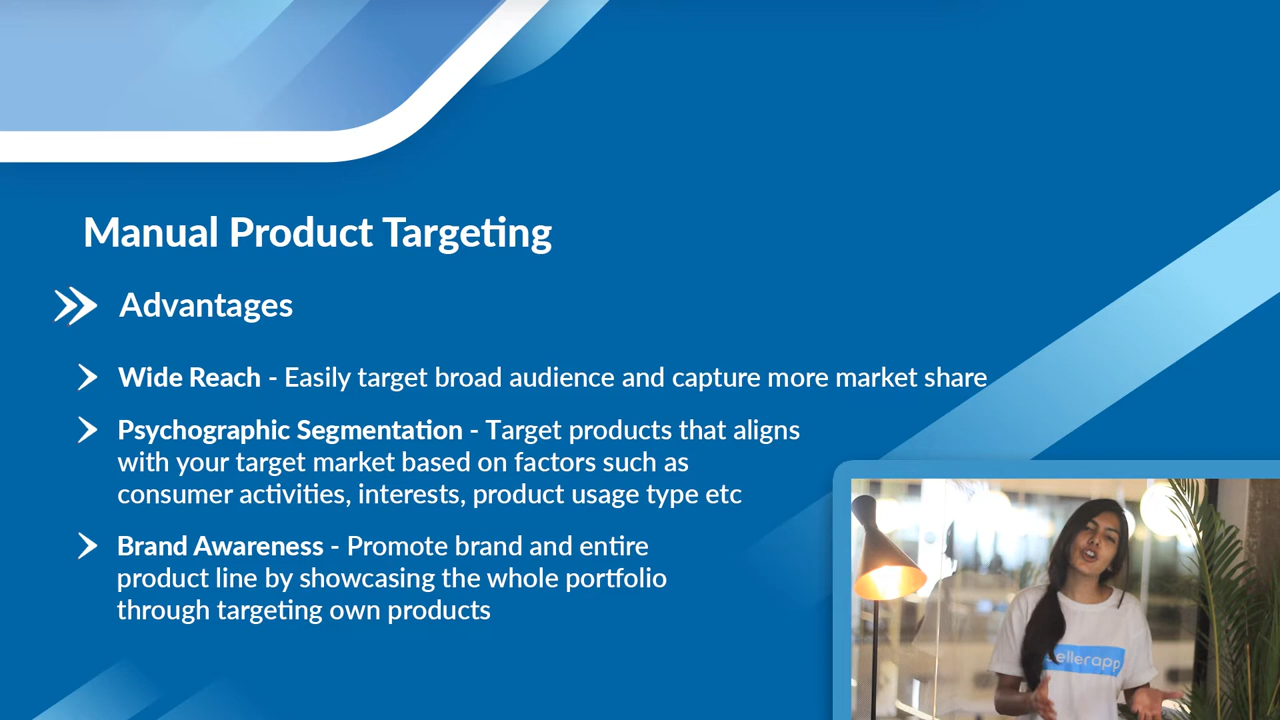 Manual Product Targeting
Advantages
Wide Reach - Easily target broad audience and capture more market share
Psychographic Segmentation - Target products that aligns
with your target market based on factors such as
consumer activities, interests, product usage type etc
Brand Awareness - Promote brand and entire
product line by showcasing the whole portfolio
through targeting own products
sellerapp